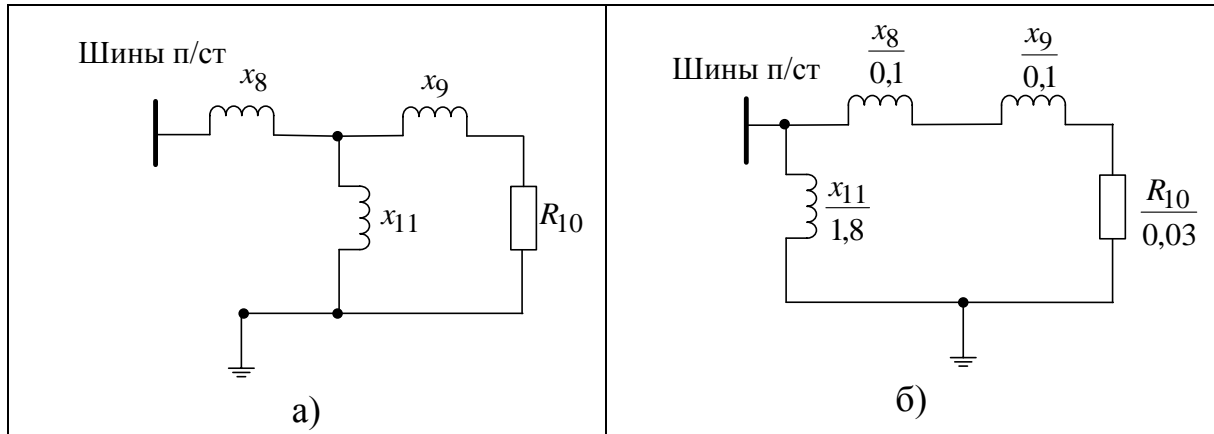 Шины п/ст
x8
x9
x11
R10
а)
Шины п/ст
x8
0,1
x9
0,1
x11
1,8
R10
0,03
б)